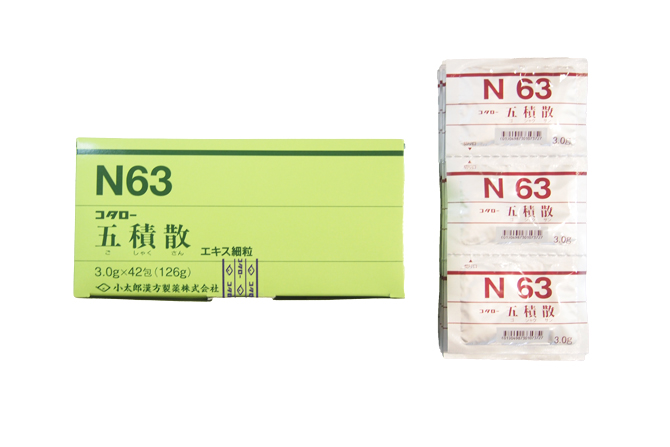 N63
コタロー
五積散
ご しゃく さん
エキス細粒
3.0g×42包(126g)
小太郎漢方製薬株式会社
N 63
コタロー 五積散
3.0g
N 63
コタロー 五積散
3.0g
N 63
コタロー 五積散
3.0g